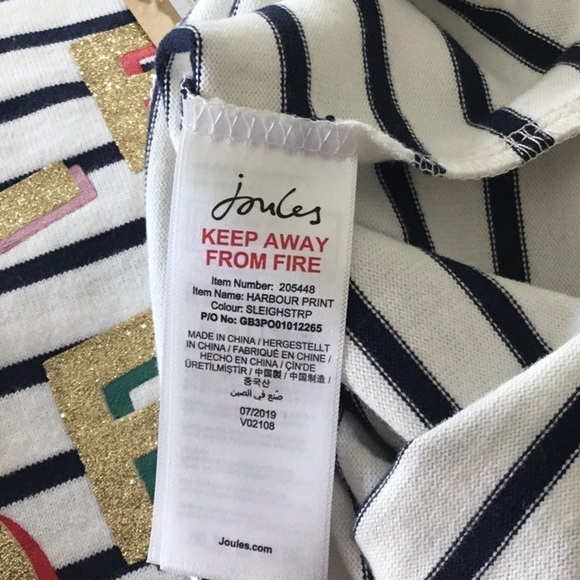 Joules
KEEP AWAY
FROM FIRE
Item Number: 205448
Item Name: HARBOUR PRINT
Colour: SLEIGHSTRP
P/O No: GB3PO01012265
MADE IN CHINA / HERGESTELLT
IN CHINA / FABRIQUÉ EN CHINE /
HECHO EN CHINA / ÇİN'DE
ÜRETİLMİŞTİR / 中国製 / 中国制造 /
중국산
صُنع في الصين
07/2019
V02108
Joules.com